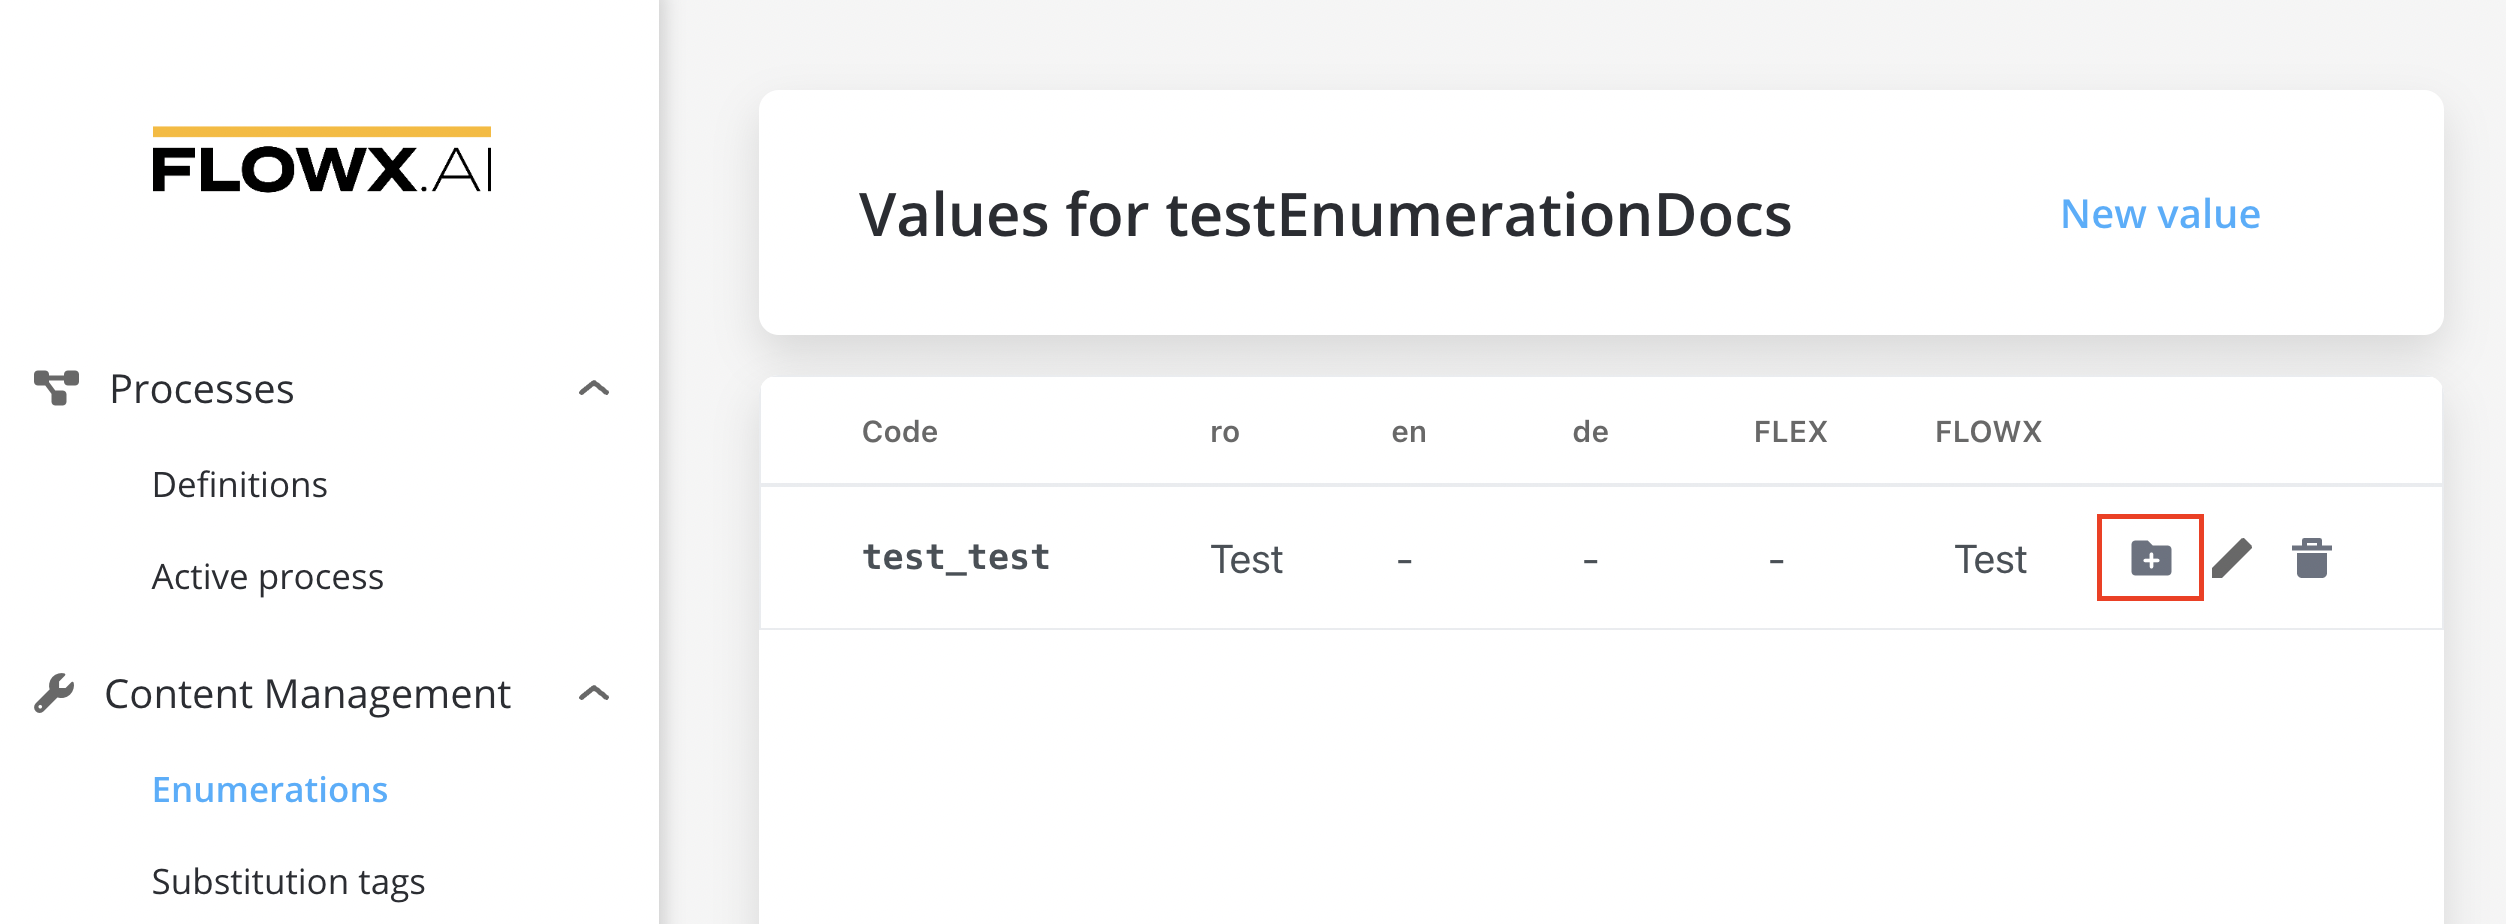 FLOWX.AI
Processes
Definitions
Active process
Content Management
Enumerations
Substitution tags
Values for testEnumerationDocs
New value
Code ro en de FLEX FLOWX
test_test Test - - - Test